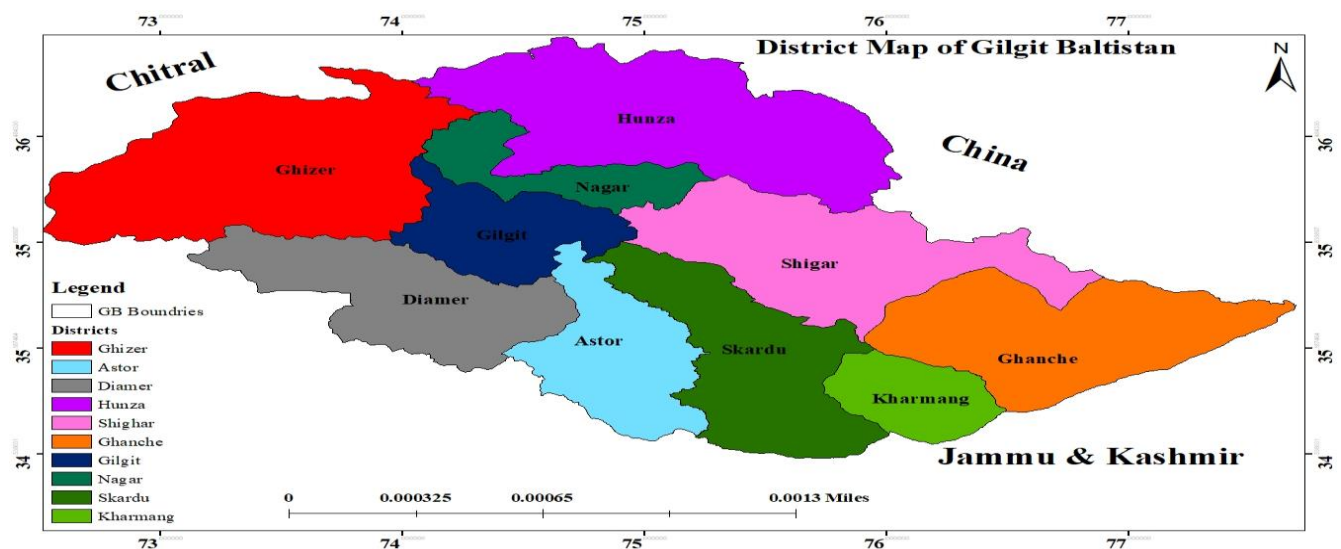 73 74 75 76 77
District Map of Gilgit Baltistan
N
Chitral
China
Hunza
Ghizer
Nagar
Gilgit
Shigar
Diamer
Astor
Skardu
Ghanche
Kharmang
Jammu & Kashmir
36
35
35
34
36
35
35
34
Legend
GB Boundries
Districts
Ghizer
Astor
Diamer
Hunza
Shighar
Ghanche
Gilgit
Nagar
Skardu
Kharmang
0 0.000325 0.00065 0.0013 Miles
73 74 75 76 77